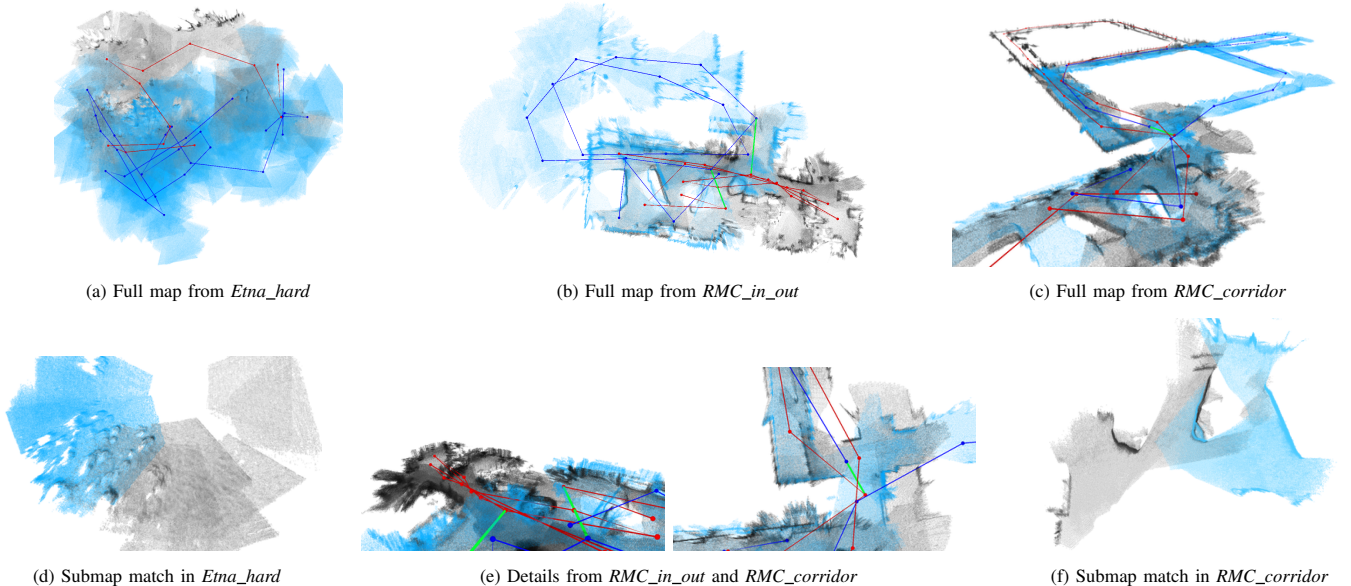 (a) Full map from Etna_hard
(b) Full map from RMC_in_out
(c) Full map from RMC_corridor
(d) Submap match in Etna_hard
(e) Details from RMC_in_out and RMC_corridor
(f) Submap match in RMC_corridor